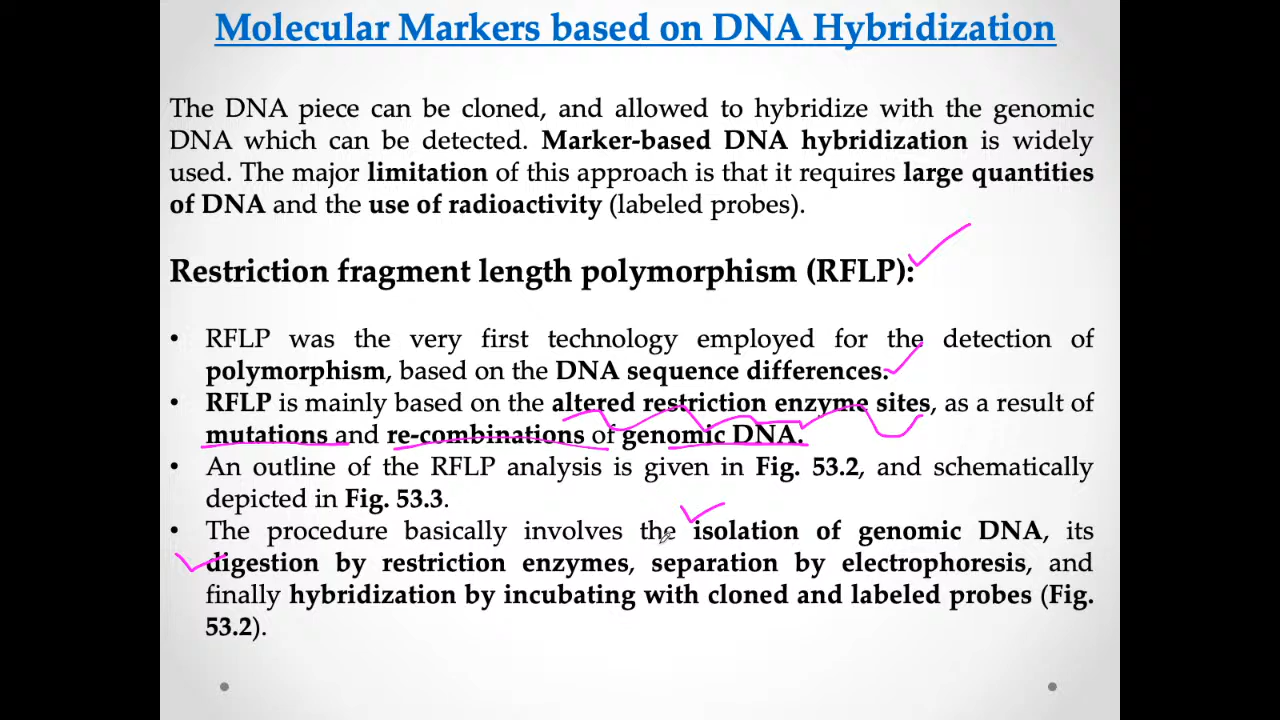 Molecular Markers based on DNA Hybridization
The DNA piece can be cloned, and allowed to hybridize with the genomic
DNA which can be detected. Marker-based DNA hybridization is widely
used. The major limitation of this approach is that it requires large quantities
of DNA and the use of radioactivity (labeled probes).
Restriction fragment length polymorphism (RFLP):
• RFLP was the very first technology employed for the detection of
polymorphism, based on the DNA sequence differences.
• RFLP is mainly based on the altered restriction enzyme sites, as a result of
mutations and re-combinations of genomic DNA.
• An outline of the RFLP analysis is given in Fig. 53.2, and schematically
depicted in Fig. 53.3.
• The procedure basically involves the isolation of genomic DNA, its
digestion by restriction enzymes, separation by electrophoresis, and
finally hybridization by incubating with cloned and labeled probes (Fig.
53.2).